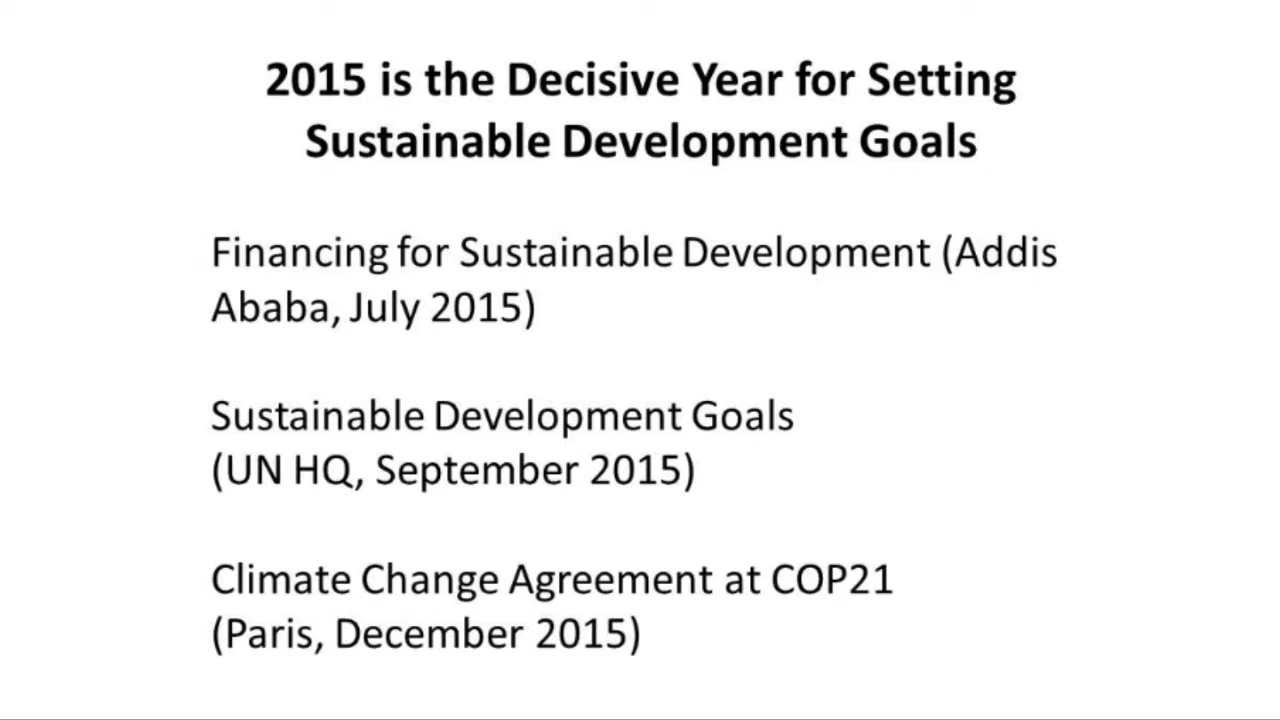 2015 is the Decisive Year for Setting
Sustainable Development Goals
Financing for Sustainable Development (Addis
Ababa, July 2015)
Sustainable Development Goals
(UN HQ, September 2015)
Climate Change Agreement at COP21
(Paris, December 2015)